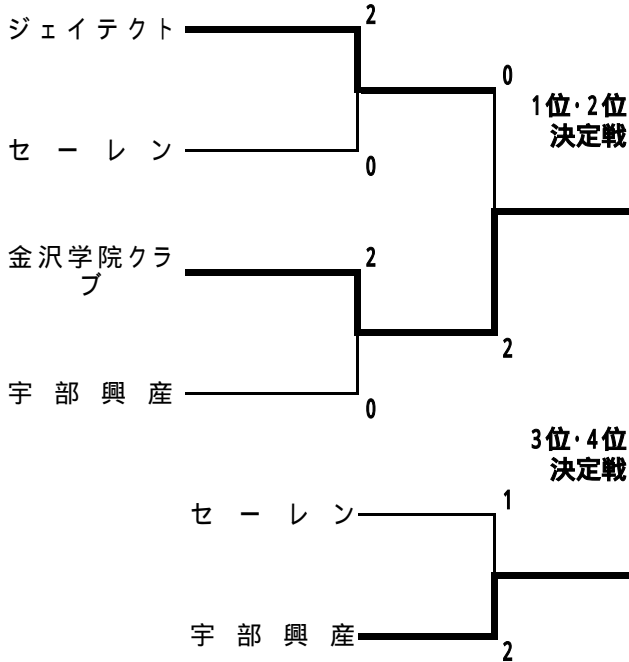 ジェイテクト
2
0
1位・2位
決定戦
セーレン
0
金沢学院クラ
ブ
2
2
宇部興産
0
3位・4位
決定戦
セーレン
1
宇部興産
2